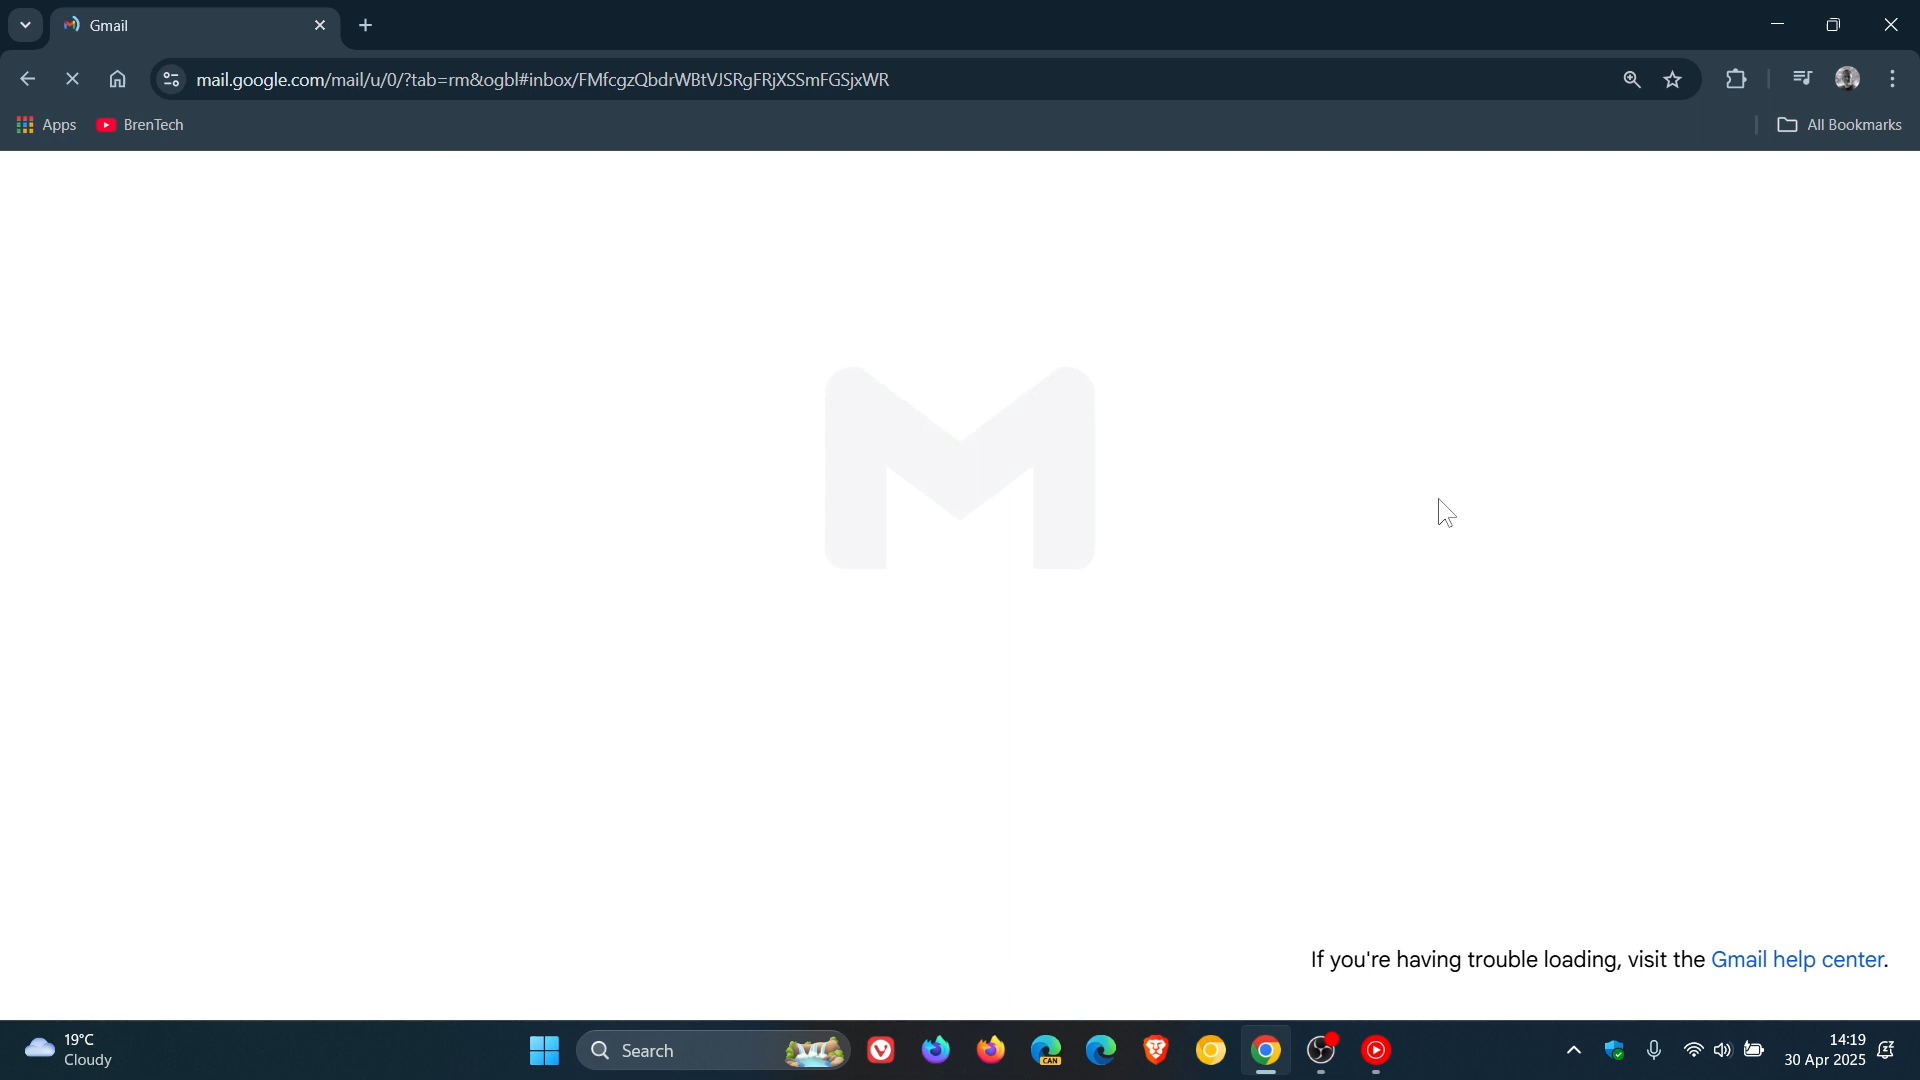 Gmail
mail.google.com/mail/u/0/?tab=rm&ogbl#inbox/FMfcgzQbdrWBtVJSRgFRjXSSmFGSjxWR
Apps
BrenTech
All Bookmarks
If you're having trouble loading, visit the Gmail help center.
19°C
Cloudy
Search
CAN
14:19
30 Apr 2025